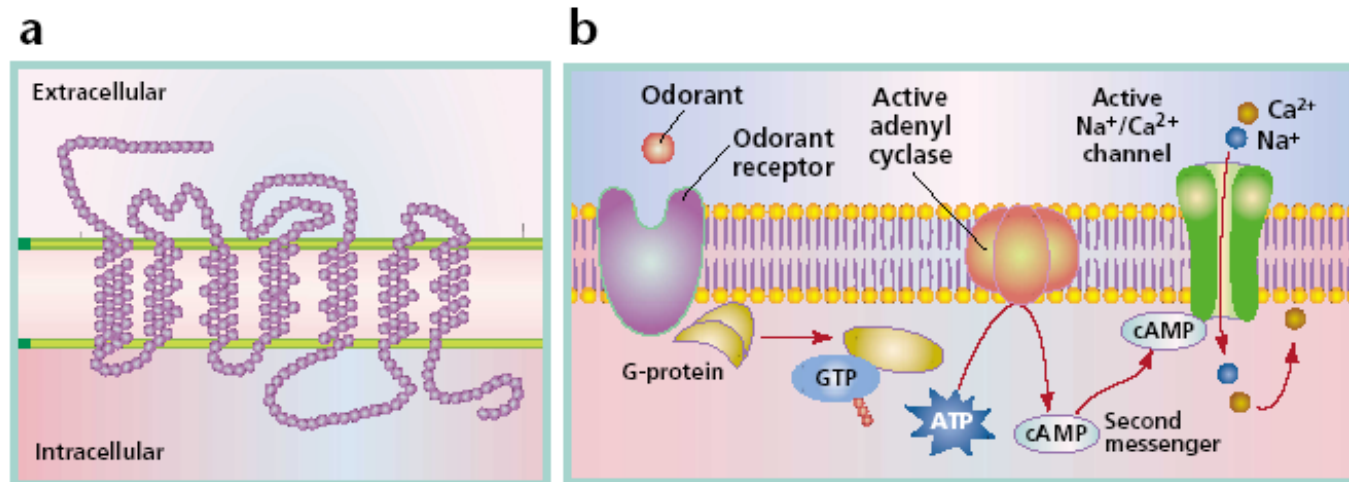 a
Extracellular
Intracellular
b
Odorant
Odorant
receptor
Active
adenyl
cyclase
Active
Na⁺/Ca²⁺
channel
Ca²⁺
Na⁺
G-protein
GTP
ATP
cAMP
Second
messenger
cAMP